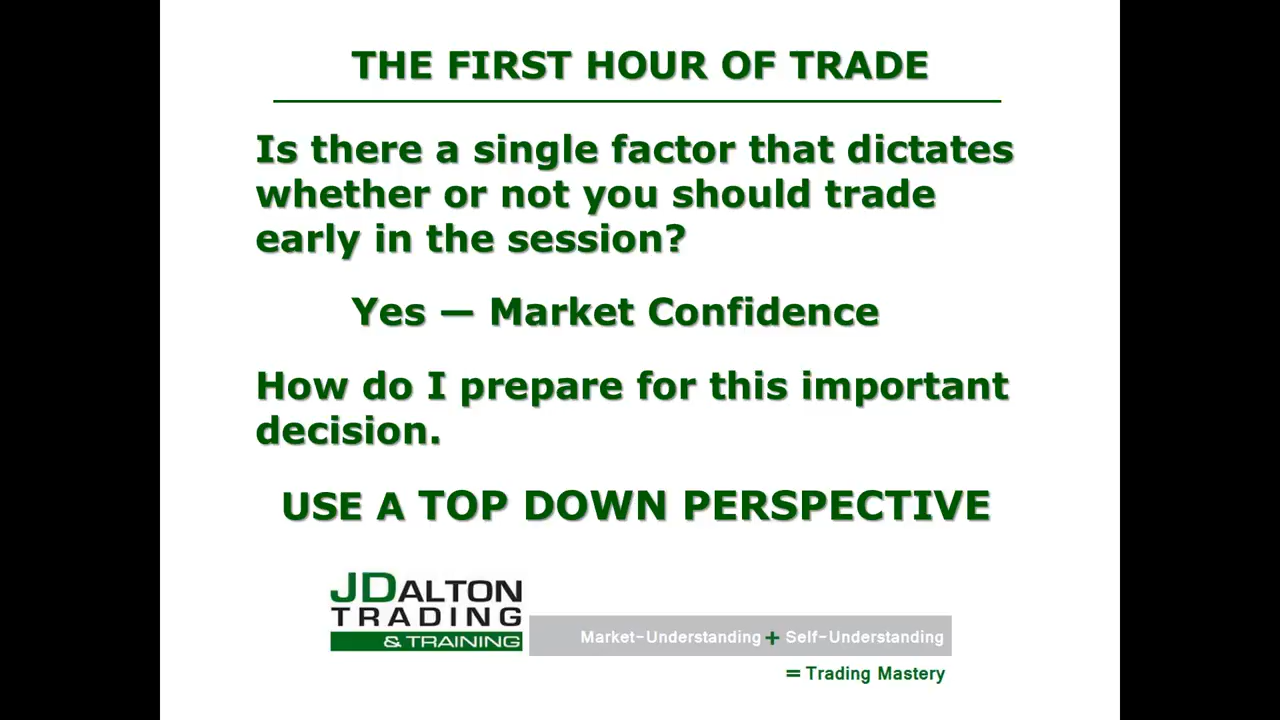 THE FIRST HOUR OF TRADE
Is there a single factor that dictates
whether or not you should trade
early in the session?
Yes — Market Confidence
How do I prepare for this important
decision.
USE A TOP DOWN PERSPECTIVE
JDALTON
TRADING
& TRAINING
Market-Understanding + Self-Understanding
= Trading Mastery